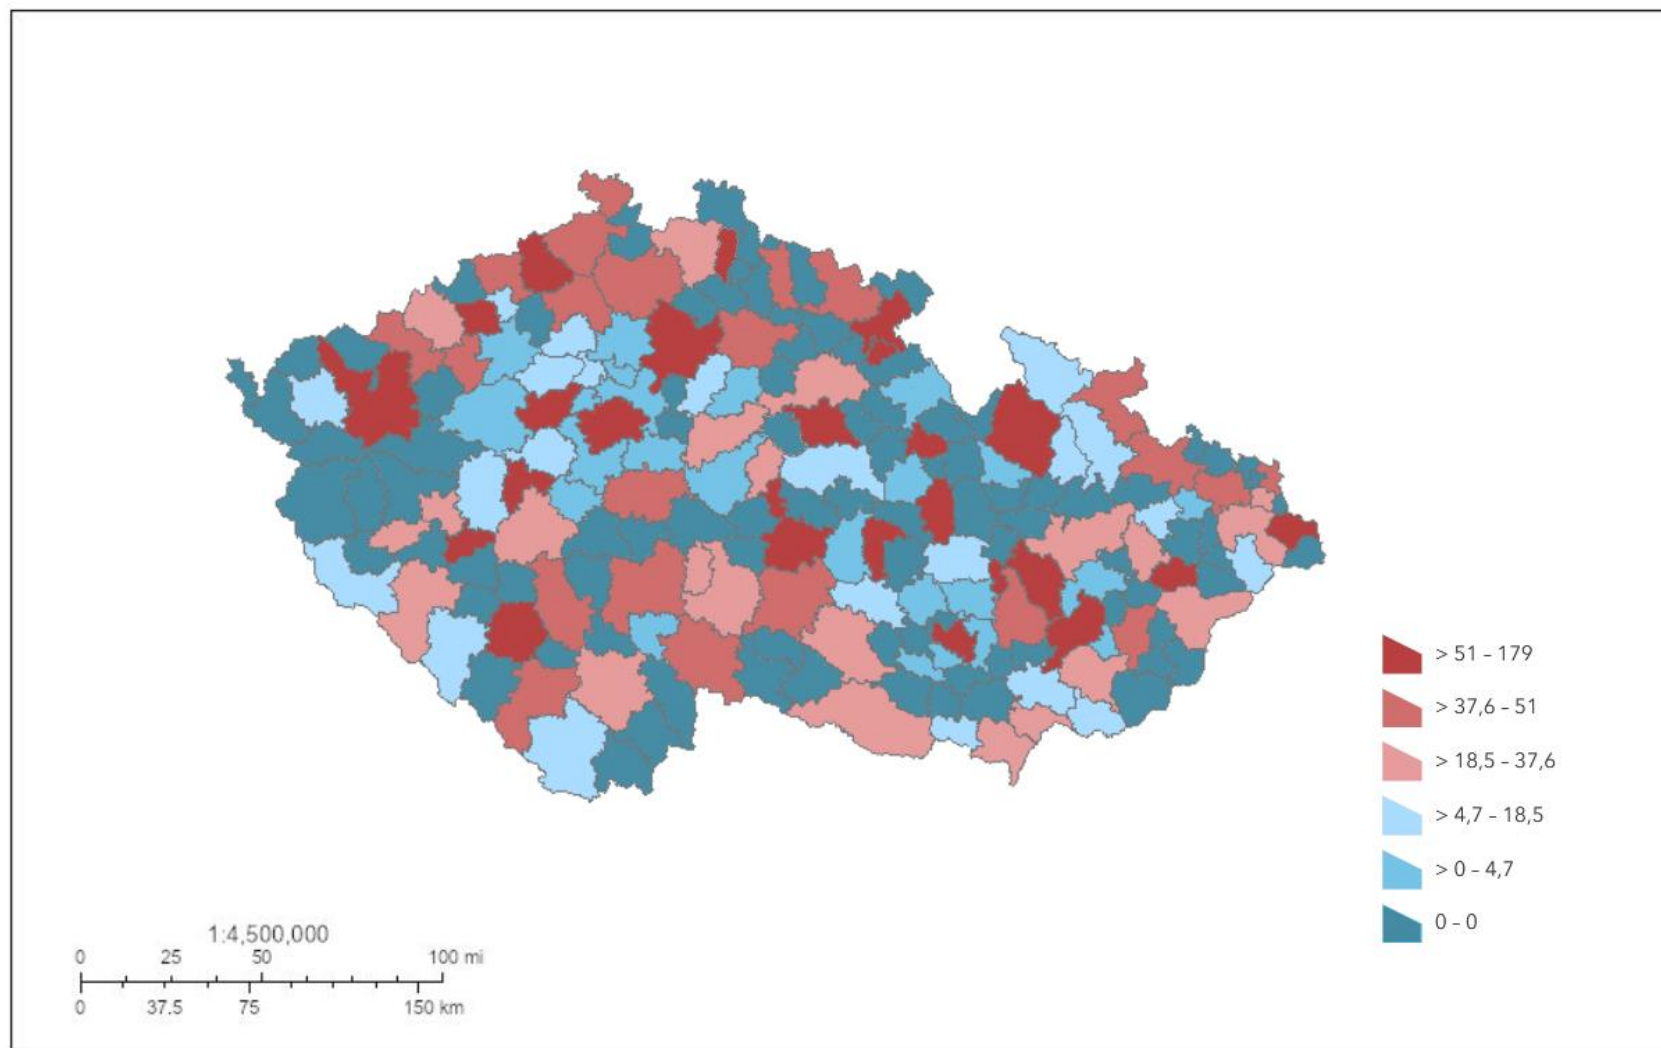 > 51 – 179
> 37,6 – 51
> 18,5 – 37,6
> 4,7 – 18,5
> 0 – 4,7
0 – 0
1:4,500,000
0 25 50 100 mi
0 37.5 75 150 km